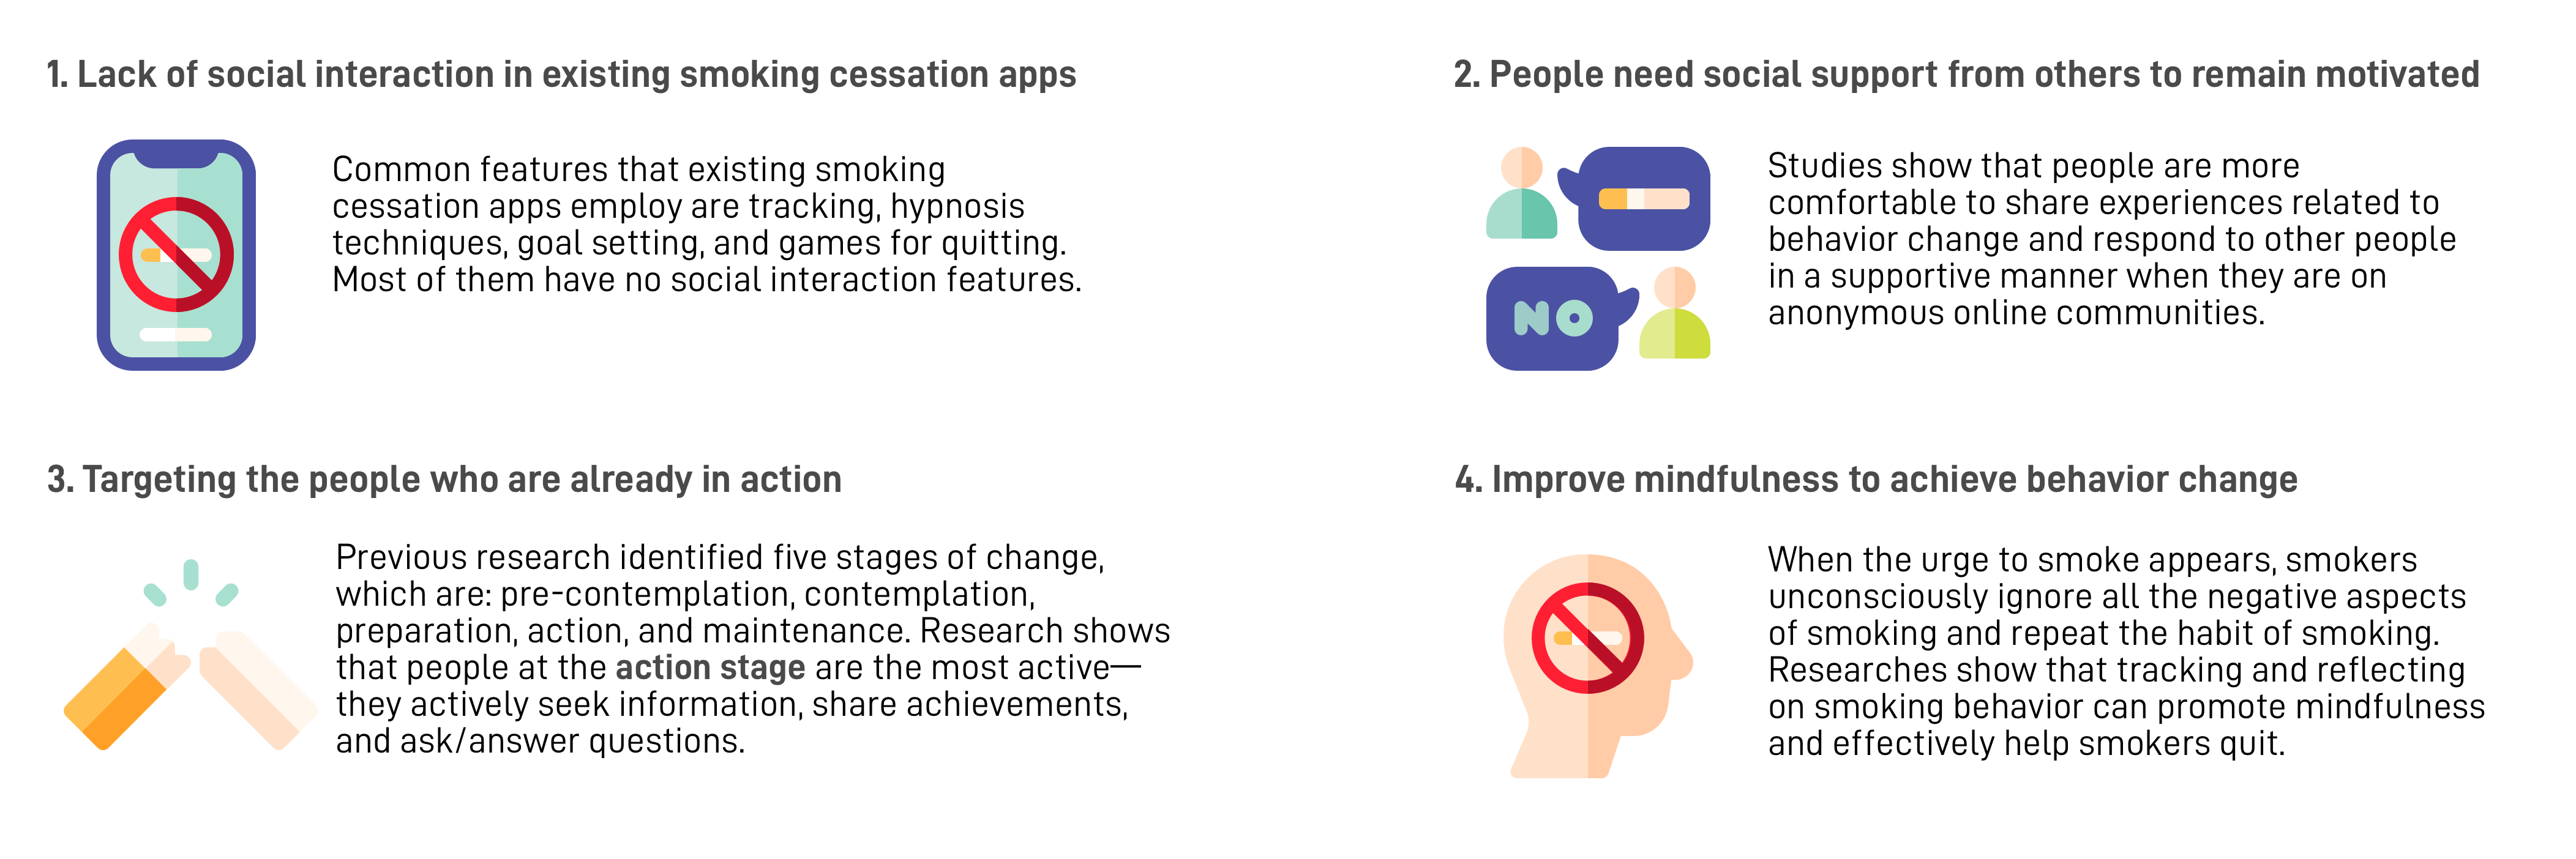 1. Lack of social interaction in existing smoking cessation apps
Common features that existing smoking
cessation apps employ are tracking, hypnosis
techniques, goal setting, and games for quitting.
Most of them have no social interaction features.
2. People need social support from others to remain motivated
NO
Studies show that people are more
comfortable to share experiences related to
behavior change and respond to other people
in a supportive manner when they are on
anonymous online communities.
3. Targeting the people who are already in action
Previous research identified five stages of change,
which are: pre-contemplation, contemplation,
preparation, action, and maintenance. Research shows
that people at the action stage are the most active—
they actively seek information, share achievements,
and ask/answer questions.
4. Improve mindfulness to achieve behavior change
When the urge to smoke appears, smokers
unconsciously ignore all the negative aspects
of smoking and repeat the habit of smoking.
Researches show that tracking and reflecting
on smoking behavior can promote mindfulness
and effectively help smokers quit.